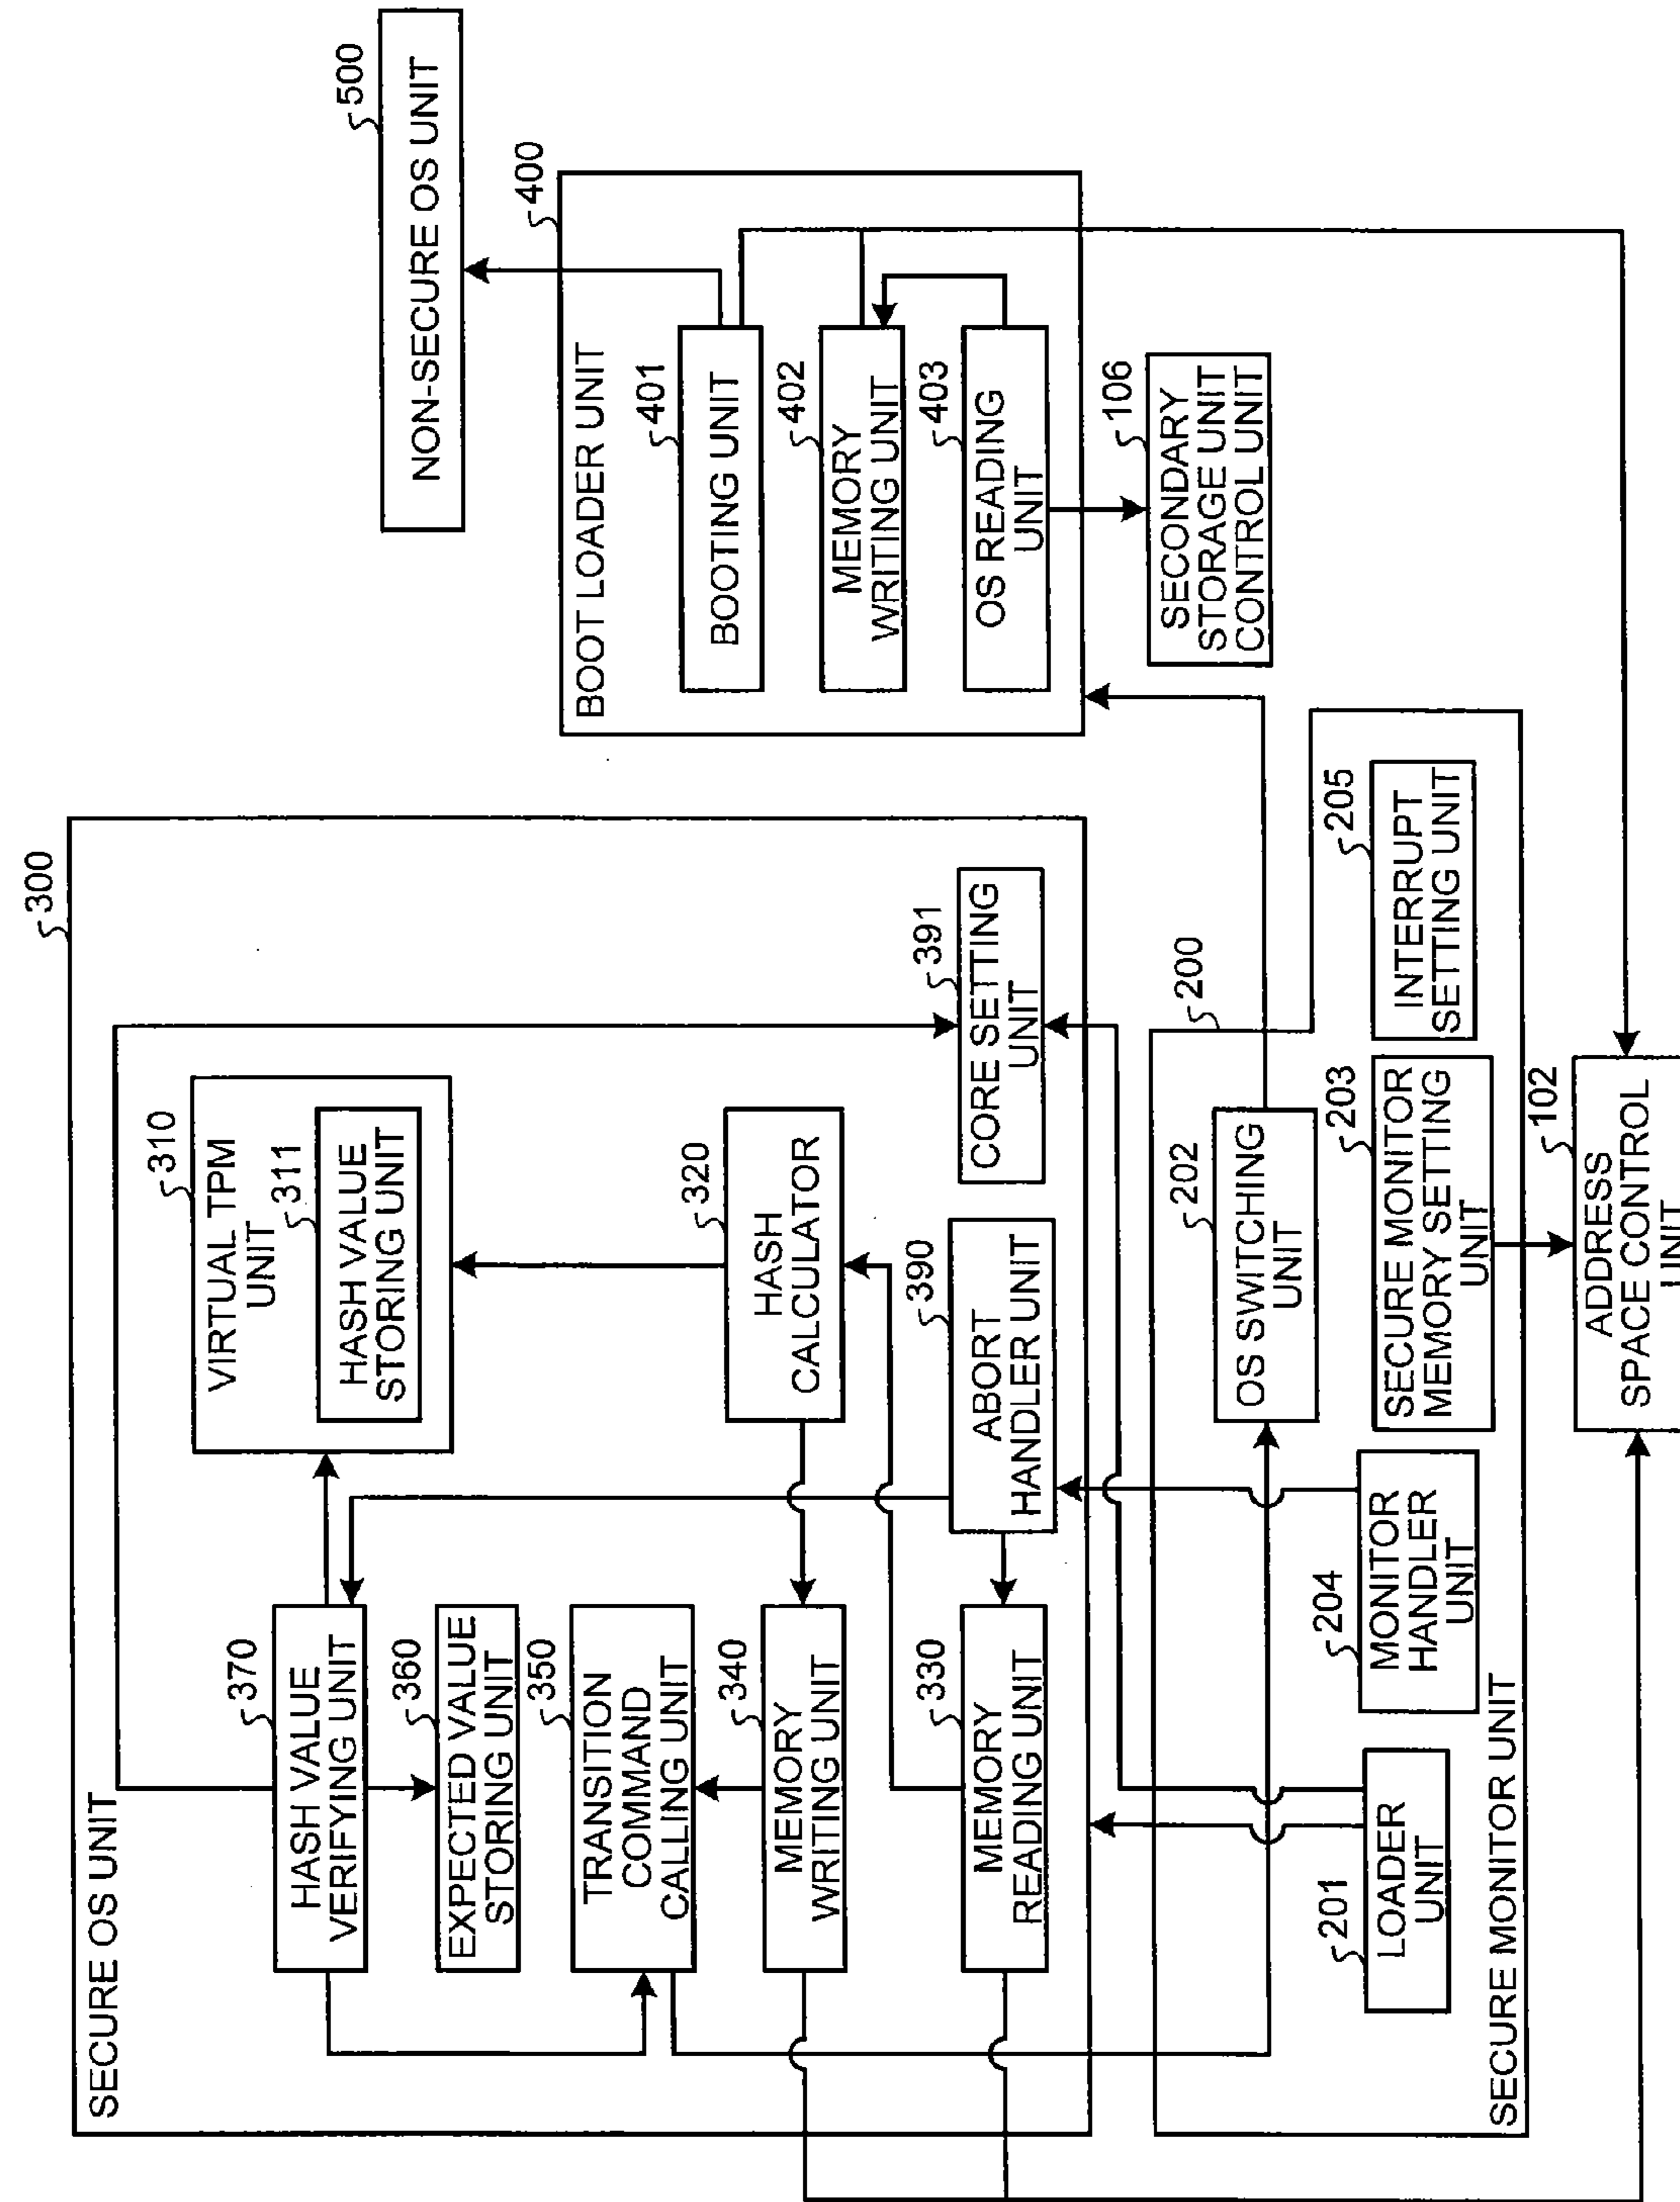 500
NON-SECURE OS UNIT
400
BOOT LOADER UNIT
401
BOOTING UNIT
402
MEMORY
WRITING UNIT
403
OS READING
UNIT
106
SECONDARY
STORAGE UNIT
CONTROL UNIT
300
SECURE OS UNIT
310
VIRTUAL TPM
UNIT
311
HASH VALUE
STORING UNIT
320
HASH
CALCULATOR
390
ABORT
HANDLER UNIT
391
CORE SETTING
UNIT
370
HASH VALUE
VERIFYING UNIT
360
EXPECTED VALUE
STORING UNIT
350
TRANSITION
COMMAND
CALLING UNIT
340
MEMORY
WRITING UNIT
330
MEMORY
READING UNIT
200
202
OS SWITCHING
UNIT
205
INTERRUPT
SETTING UNIT
203
SECURE MONITOR
MEMORY SETTING
UNIT
204
MONITOR
HANDLER
UNIT
201
LOADER
UNIT
SECURE MONITOR UNIT
102
ADDRESS
SPACE CONTROL
UNIT